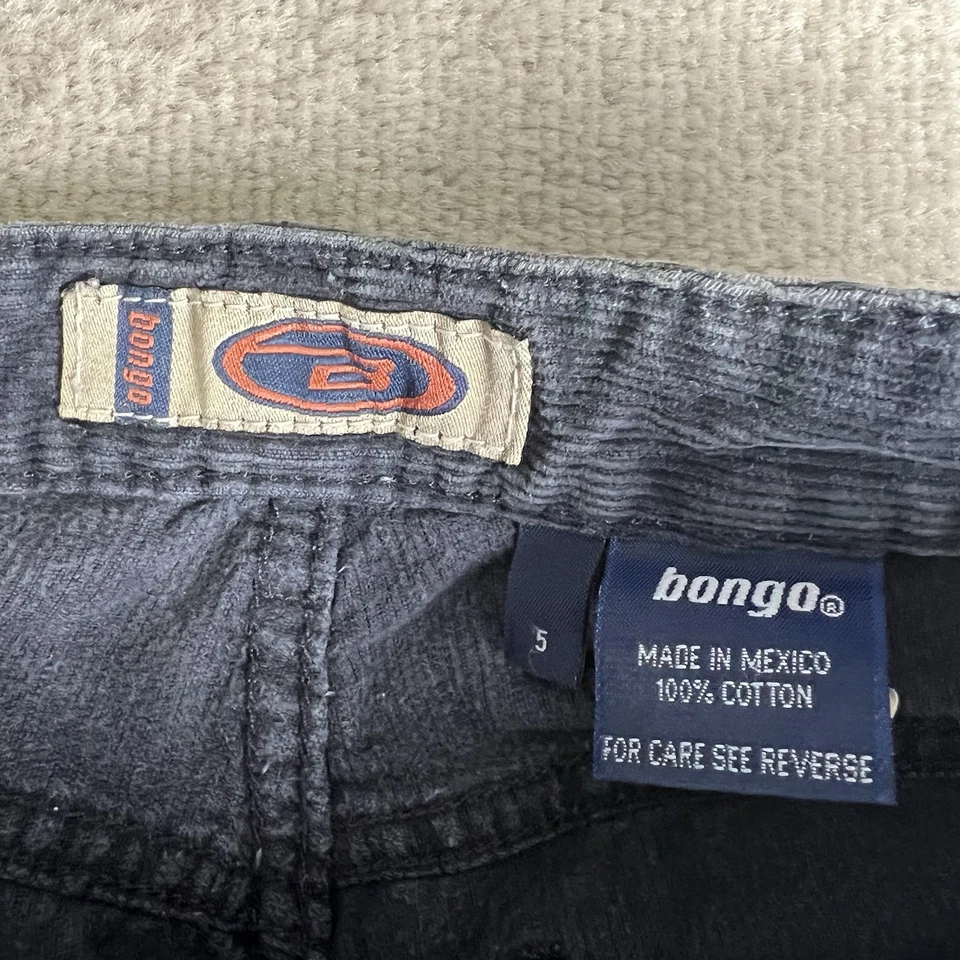 bongo
B
5
bongo®
MADE IN MEXICO
100% COTTON
FOR CARE SEE REVERSE